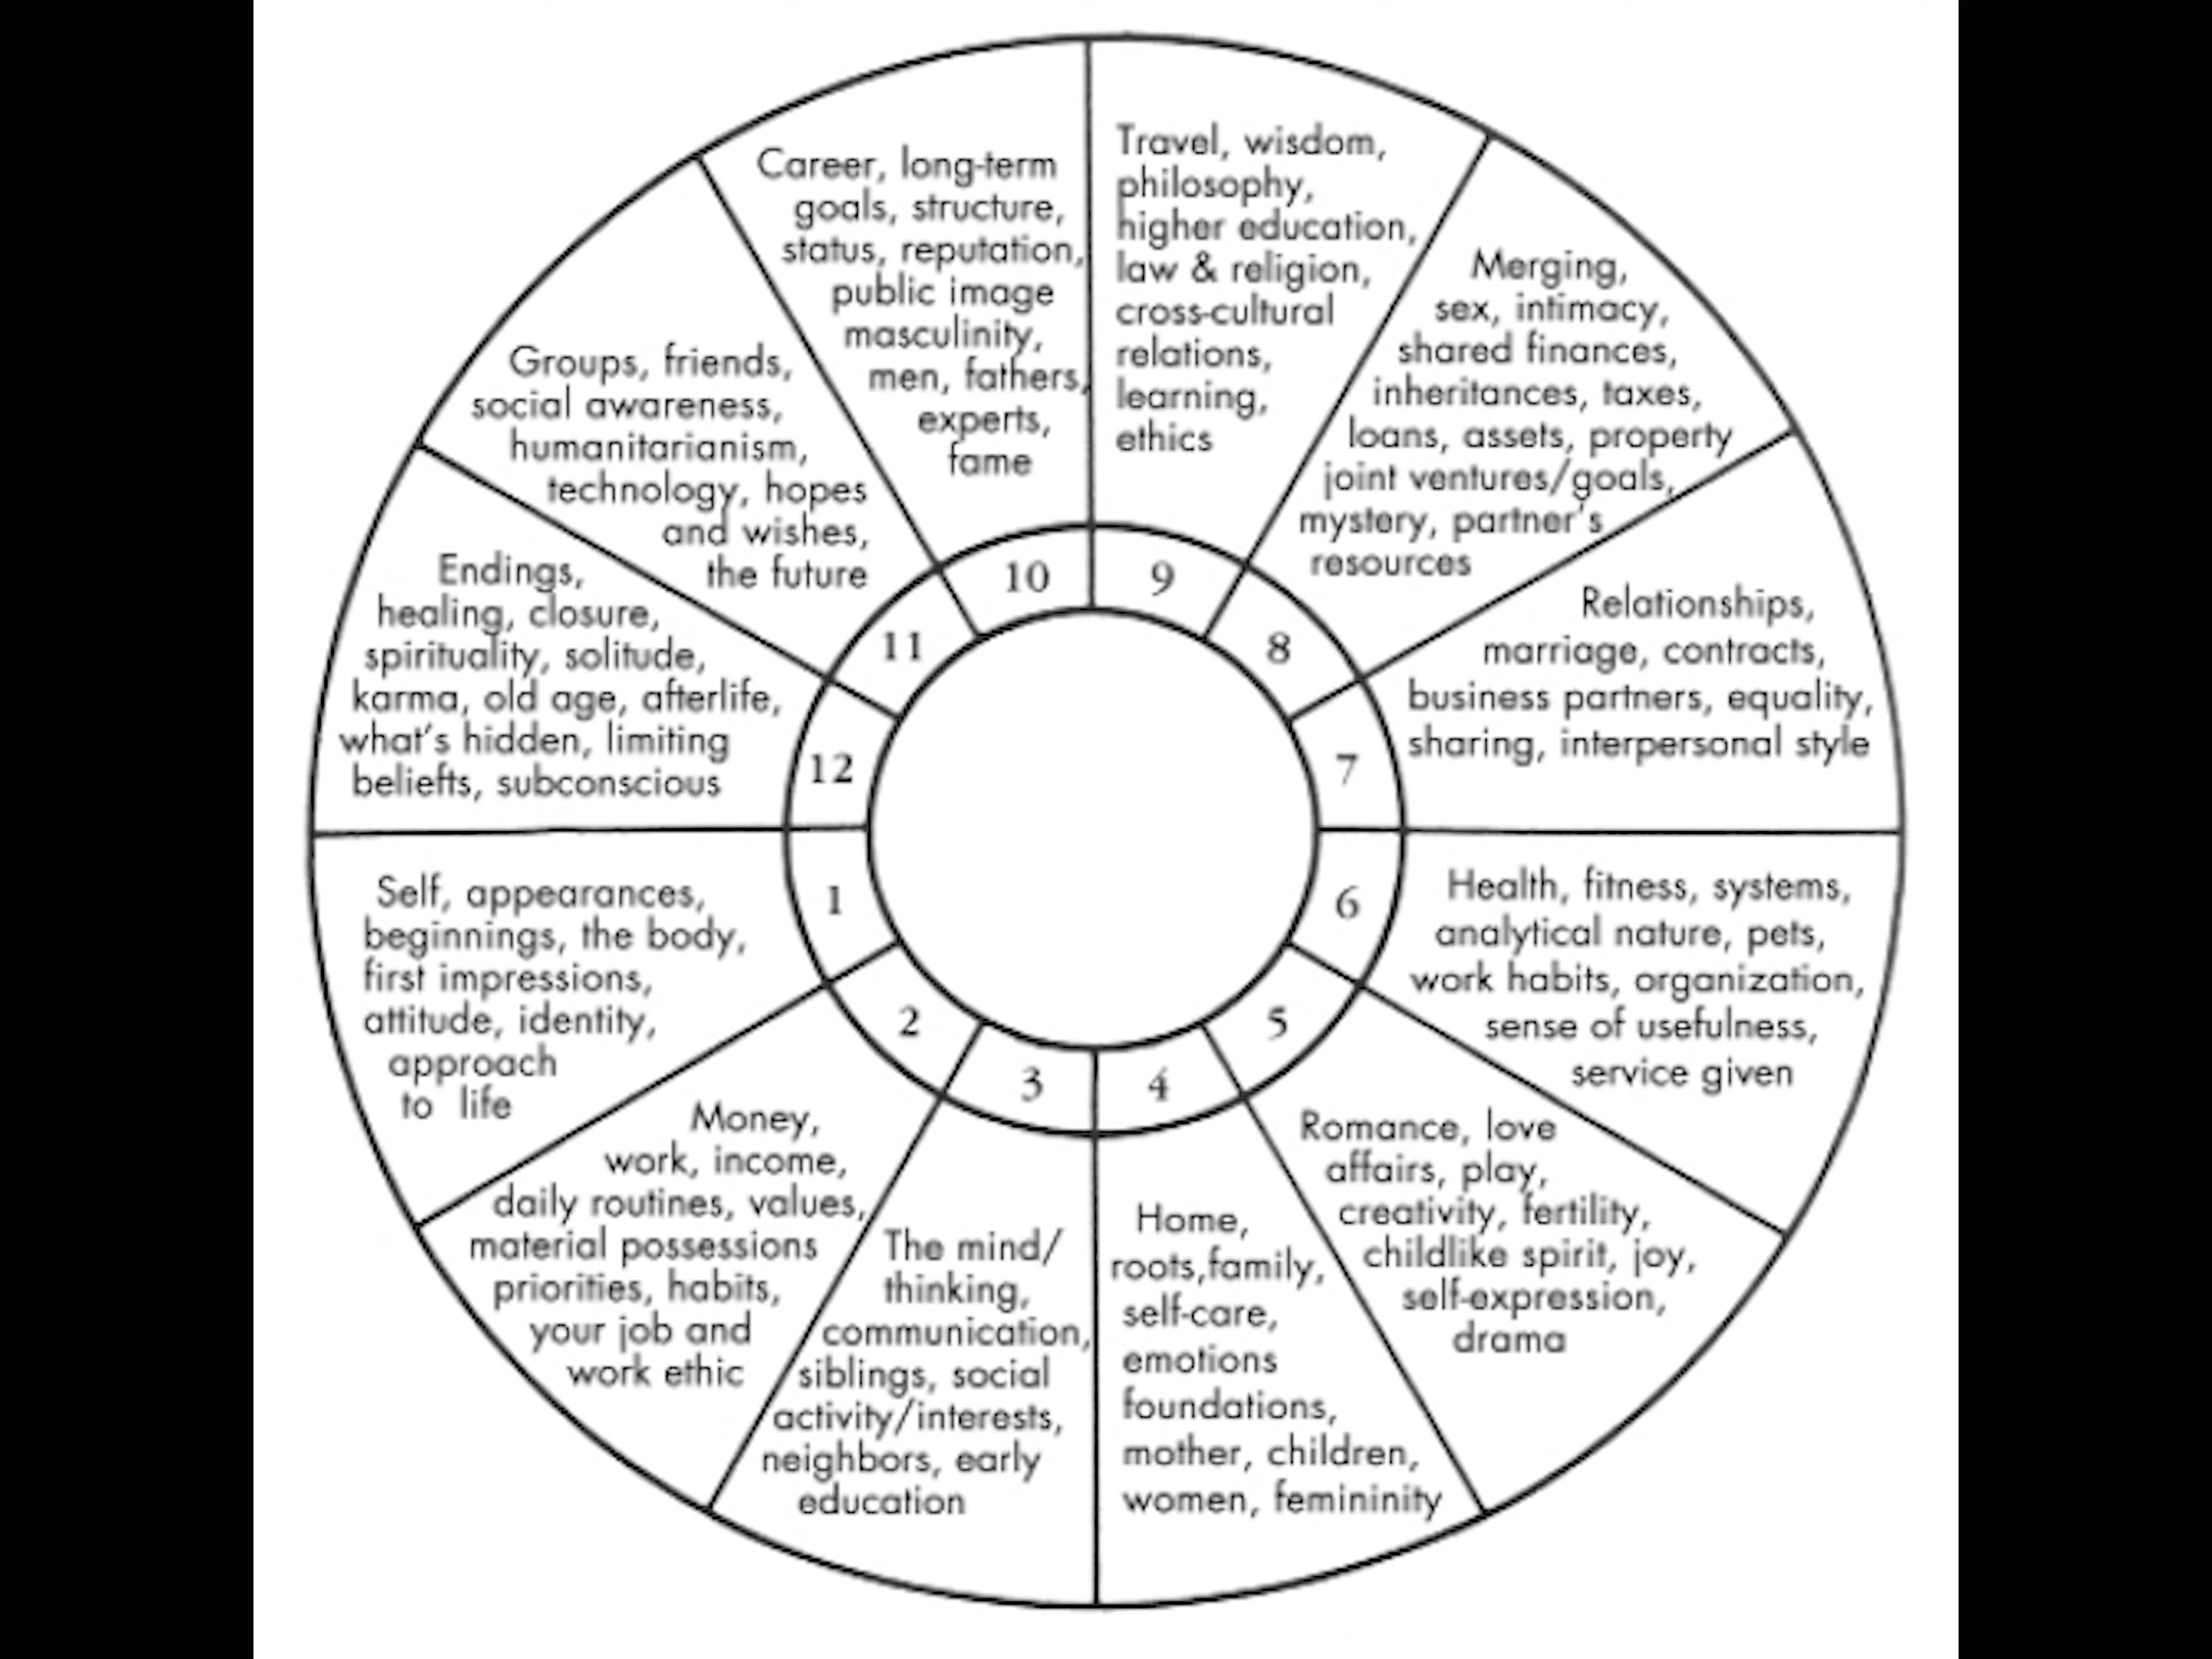 Career, long-term
goals, structure,
status, reputation,
public image
masculinity,
men, fathers,
experts,
fame
10
Travel, wisdom,
philosophy,
higher education,
law & religion,
cross-cultural
relations,
learning,
ethics
9
Merging,
sex, intimacy,
shared finances,
inheritances, taxes,
loans, assets, property
joint ventures/goals,
mystery, partner's
resources
8
Relationships,
marriage, contracts,
business partners, equality,
sharing, interpersonal style
7
Health, fitness, systems,
analytical nature, pets,
work habits, organization,
sense of usefulness,
service given
6
Romance, love
affairs, play,
creativity, fertility,
childlike spirit, joy,
self-expression,
drama
5
Home,
roots,family,
self-care,
emotions
foundations,
mother, children,
women, femininity
4
The mind/
thinking,
communication,
siblings, social
activity/interests,
neighbors, early
education
3
Money,
work, income,
daily routines, values,
material possessions
priorities, habits,
your job and
work ethic
2
Self, appearances,
beginnings, the body,
first impressions,
attitude, identity,
approach
to life
1
Endings,
healing, closure,
spirituality, solitude,
karma, old age, afterlife,
what's hidden, limiting
beliefts, subconscious
12
Groups, friends,
social awareness,
humanitarianism,
technology, hopes
and wishes,
the future
11